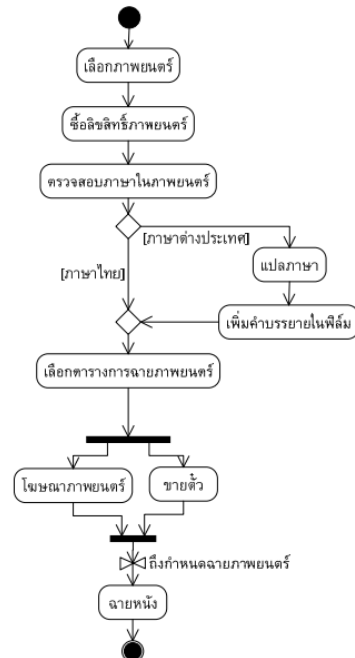 เลือกภาพยนตร์
ซื้อลิขสิทธิ์ภาพยนตร์
ตรวจสอบภาษาในภาพยนตร์
[ภาษาต่างประเทศ]
แปลภาษา
[ภาษาไทย]
เพิ่มคำบรรยายในฟิล์ม
เลือกตารางการฉายภาพยนตร์
โฆษณาภาพยนตร์
ขายตั๋ว
ถึงกำหนดฉายภาพยนตร์
ฉายหนัง